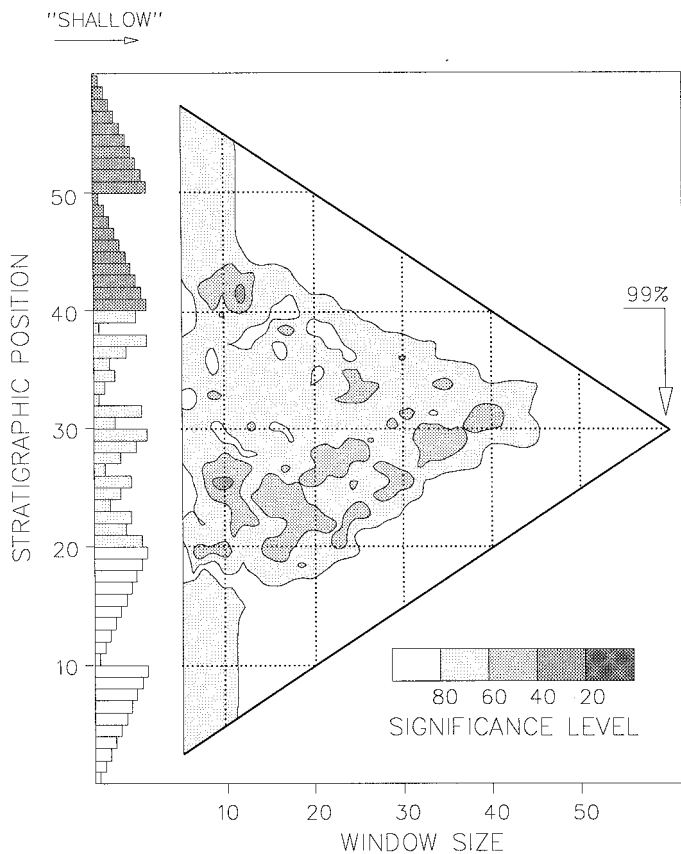 "SHALLOW"
50
40
30
20
10
STRATIGRAPHIC POSITION
99%
80 60 40 20
SIGNIFICANCE LEVEL
10 20 30 40 50
WINDOW SIZE